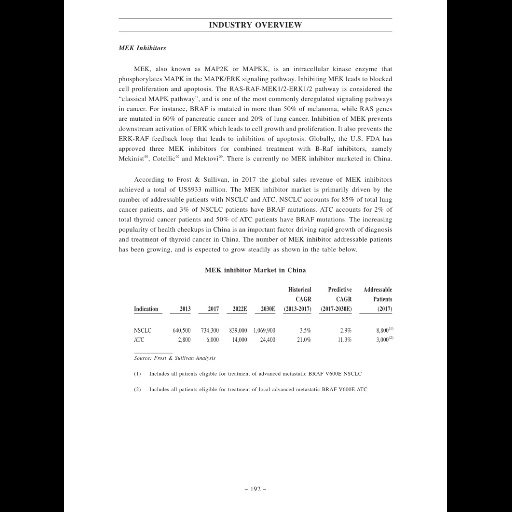 INDUSTRY OVERVIEW
MEK Inhibitors
MEK, also known as MAP2K or MAPKK, is an intracellular kinase enzyme that
phosphorylates MAPK in the MAPK/ERK signaling pathway. Inhibiting MEK leads to blocked
cell proliferation and apoptosis. The RAS-RAF-MEK1/2-ERK1/2 pathway is considered the
"classical MAPK pathway", and is one of the most commonly deregulated signaling pathways
in cancer. For instance, BRAF is mutated in more than 50% of melanoma, while RAS genes
are mutated in 60% of pancreatic cancer and 20% of lung cancer. Inhibition of MEK prevents
downstream activation of ERK which leads to cell growth and proliferation. It also prevents the
ERK-RAF feedback loop that leads to inhibition of apoptosis. Globally, the U.S. FDA has
approved three MEK inhibitors for combined treatment with B-Raf inhibitors, namely
Mekinist®, Cotellic® and Mektovi®. There is currently no MEK inhibitor marketed in China.
According to Frost & Sullivan, in 2017 the global sales revenue of MEK inhibitors
achieved a total of US$933 million. The MEK inhibitor market is primarily driven by the
number of addressable patients with NSCLC and ATC. NSCLC accounts for 85% of total lung
cancer patients, and 3% of NSCLC patients have BRAF mutations. ATC accounts for 2% of
total thyroid cancer patients and 50% of ATC patients have BRAF mutations. The increasing
popularity of health checkups in China is an important factor driving rapid growth of diagnosis
and treatment of thyroid cancer in China. The number of MEK inhibitor addressable patients
has been growing, and is expected to grow steadily as shown in the table below.
MEK inhibitor Market in China
Historical Predictive Addressable
CAGR CAGR Patients
Indication 2013 2017 2022E 2030E (2013-2017) (2017-2030E) (2017)
NSCLC 640,500 734,300 859,000 1,069,900 3.5% 2.9% 8,800(1)
ATC 2,800 6,000 14,000 24,400 21.0% 11.3% 3,000(2)
Source: Frost & Sullivan Analysis
(1) Includes all patients eligible for treatment of advanced metastatic BRAF V600E NSCLC
(2) Includes all patients eligible for treatment of local advanced metastatic BRAF V600E ATC
– 192 –